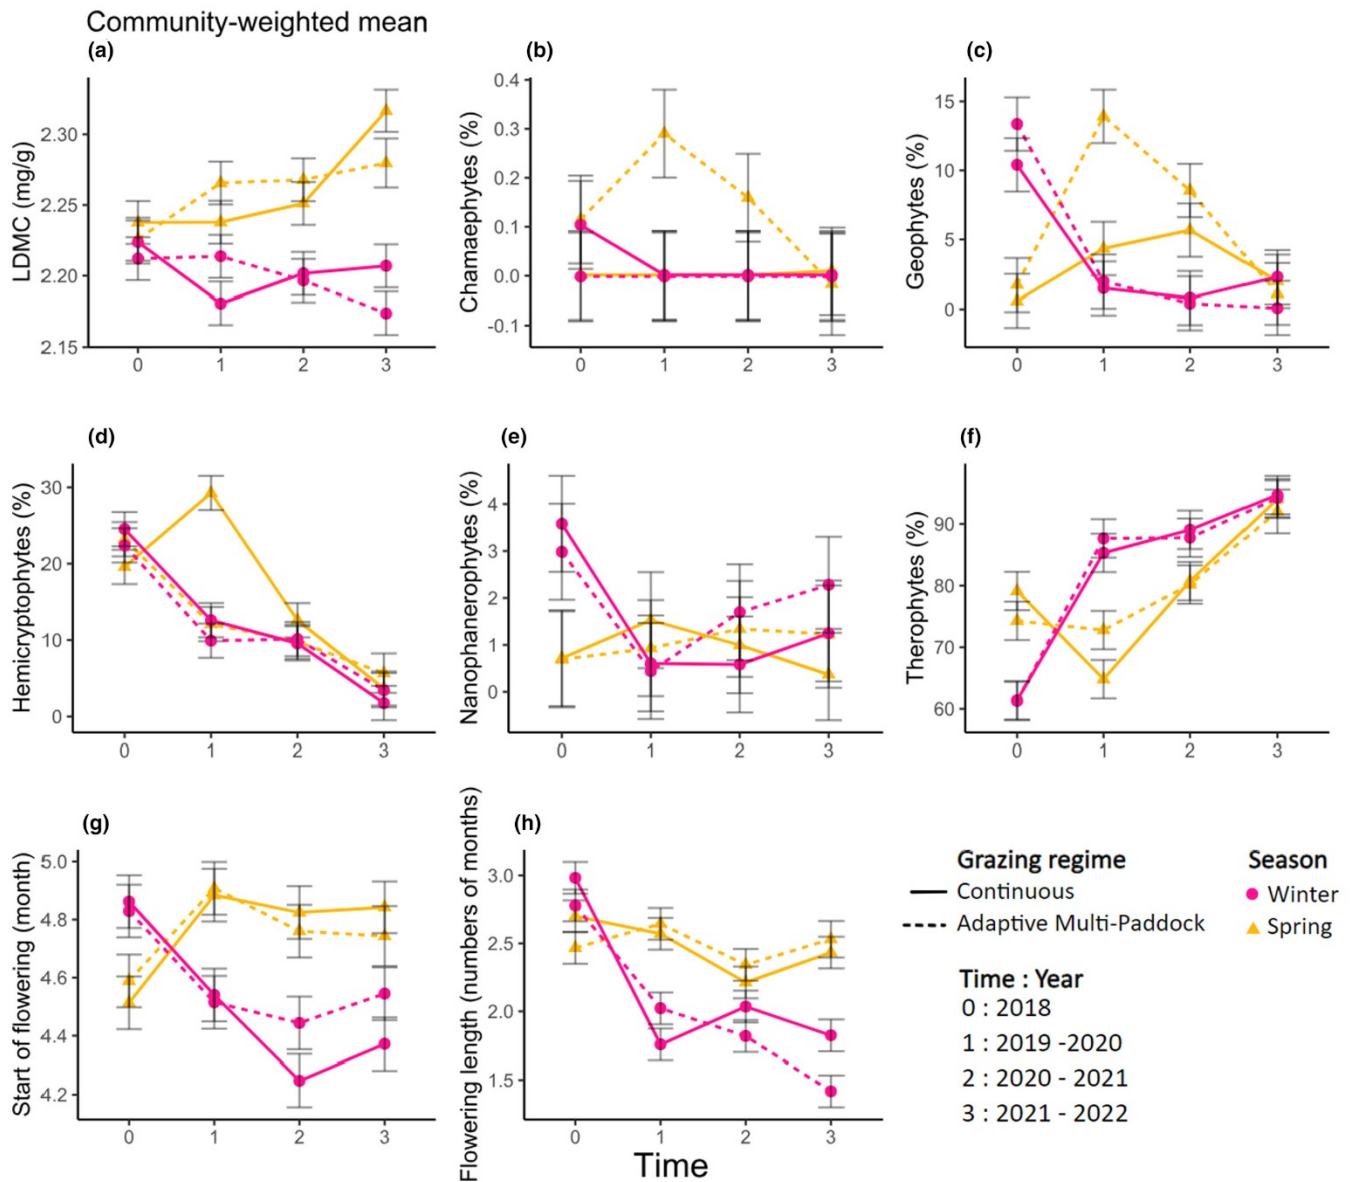 Community-weighted mean
(a)
LDMC (mg/g)
2.30
2.25
2.20
2.15
0 1 2 3
(b)
Chamaephytes (%)
0.4
0.3
0.2
0.1
0.0
-0.1
0 1 2 3
(c)
Geophytes (%)
15
10
5
0
0 1 2 3
(d)
Hemicryptophytes (%)
30
20
10
0
0 1 2 3
(e)
Nanophanerophytes (%)
4
3
2
1
0
0 1 2 3
(f)
Therophytes (%)
90
80
70
60
0 1 2 3
(g)
Start of flowering (month)
5.0
4.8
4.6
4.4
4.2
0 1 2 3
(h)
Flowering length (numbers of months)
3.0
2.5
2.0
1.5
0 1 2 3
Time
Grazing regime
Continuous
Adaptive Multi-Paddock
Season
Winter
Spring
Time : Year
0 : 2018
1 : 2019 -2020
2 : 2020 - 2021
3 : 2021 - 2022